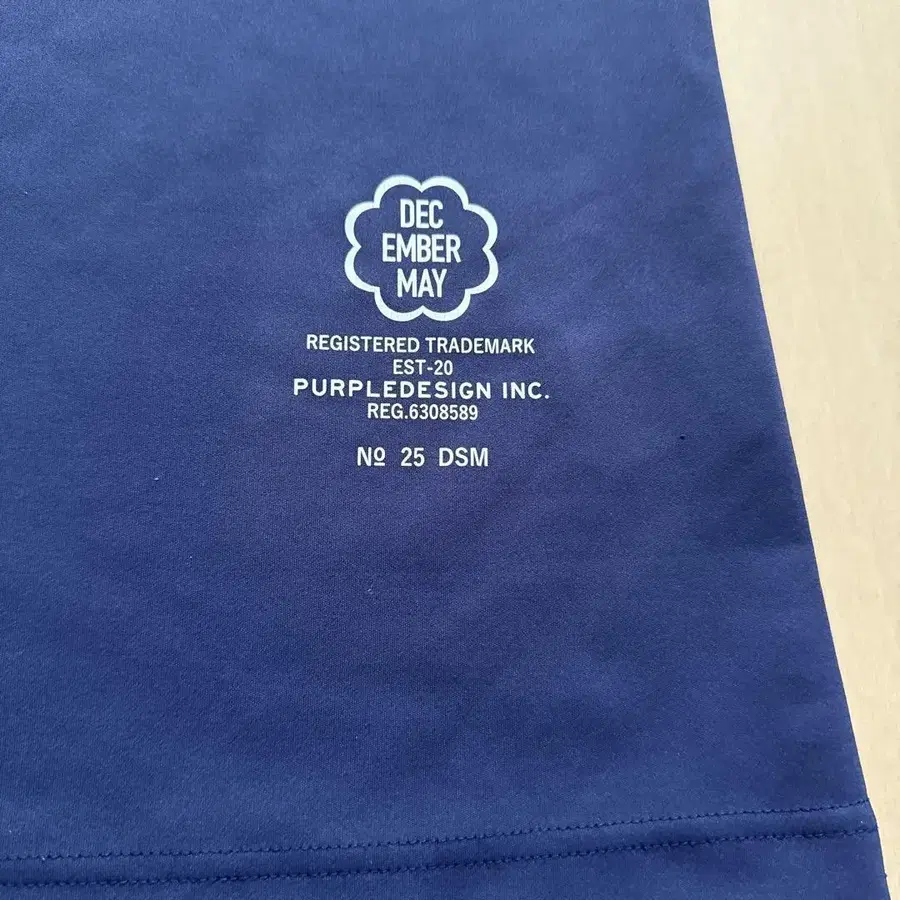 DEC
EMBER
MAY
REGISTERED TRADEMARK
EST-20
PURPLEDESIGN INC.
REG.6308589
Nº 25 DSM